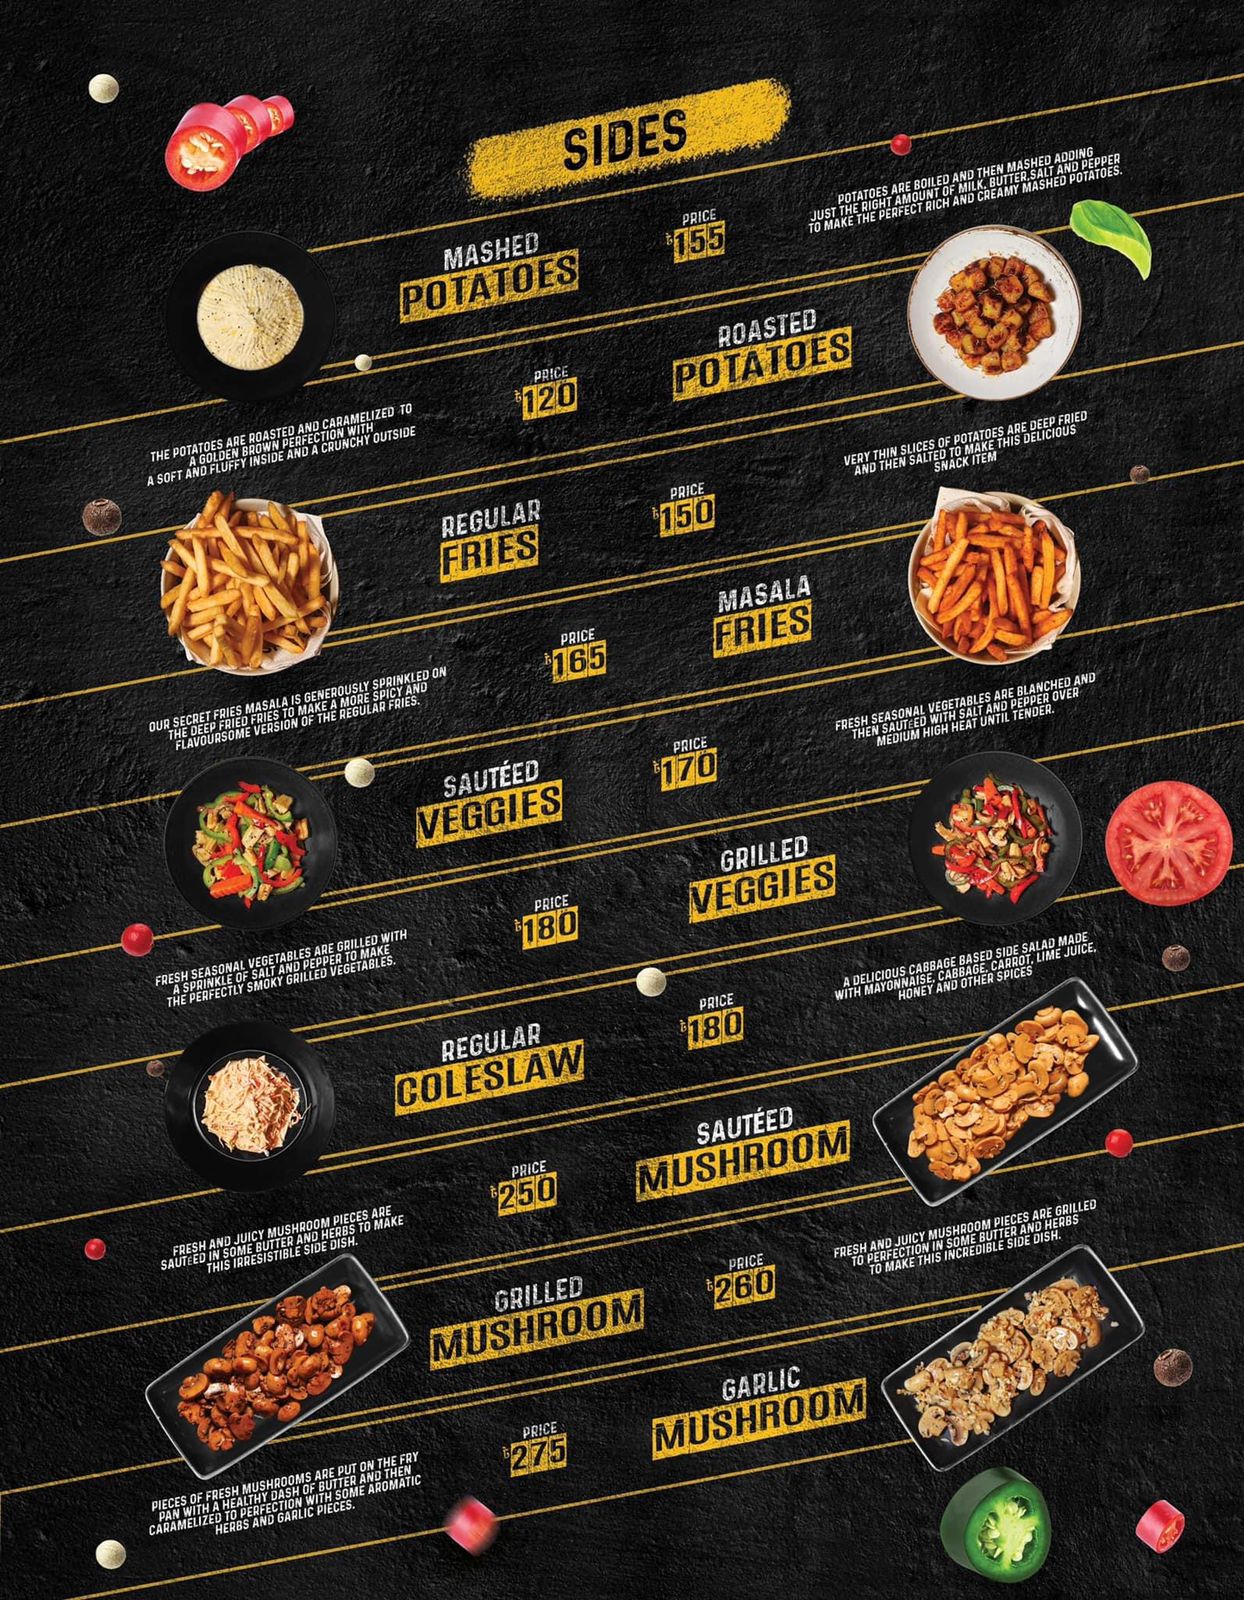 SIDES
MASHED
POTATOES
PRICE
৳155
POTATOES ARE BOILED AND THEN MASHED ADDING
JUST THE RIGHT AMOUNT OF MILK, BUTTER,SALT AND PEPPER
TO MAKE THE PERFECT RICH AND CREAMY MASHED POTATOES.
ROASTED
POTATOES
PRICE
৳120
THE POTATOES ARE ROASTED AND CARAMELIZED TO
A GOLDEN BROWN PERFECTION WITH
A SOFT AND FLUFFY INSIDE AND A CRUNCHY OUTSIDE
REGULAR
FRIES
PRICE
৳150
VERY THIN SLICES OF POTATOES ARE DEEP FRIED
AND THEN SALTED TO MAKE THIS DELICIOUS
SNACK ITEM
MASALA
FRIES
PRICE
৳165
OUR SECRET FRIES MASALA IS GENEROUSLY SPRINKLED ON
THE DEEP FRIED FRIES TO MAKE A MORE SPICY AND
FLAVOURSOME VERSION OF THE REGULAR FRIES.
SAUTÉED
VEGGIES
PRICE
৳170
FRESH SEASONAL VEGETABLES ARE BLANCHED AND
THEN SAUTEED WITH SALT AND PEPPER OVER
MEDIUM HIGH HEAT UNTIL TENDER.
GRILLED
VEGGIES
PRICE
৳180
FRESH SEASONAL VEGETABLES ARE GRILLED WITH
A SPRINKLE OF SALT AND PEPPER TO MAKE
THE PERFECTLY SMOKY GRILLED VEGETABLES.
REGULAR
COLESLAW
PRICE
৳180
A DELICIOUS CABBAGE BASED SIDE SALAD MADE
WITH MAYONNAISE, CABBAGE, CARROT, LIME JUICE,
HONEY AND OTHER SPICES
SAUTÉED
MUSHROOM
PRICE
৳250
FRESH AND JUICY MUSHROOM PIECES ARE
SAUTEED IN SOME BUTTER AND HERBS TO MAKE
THIS IRRESISTIBLE SIDE DISH.
GRILLED
MUSHROOM
PRICE
৳260
FRESH AND JUICY MUSHROOM PIECES ARE GRILLED
TO PERFECTION IN SOME BUTTER AND HERBS
TO MAKE THIS INCREDIBLE SIDE DISH.
GARLIC
MUSHROOM
PRICE
৳275
PIECES OF FRESH MUSHROOMS ARE PUT ON THE FRY
PAN WITH A HEALTHY DASH OF BUTTER AND THEN
CARAMELIZED TO PERFECTION WITH SOME AROMATIC
HERBS AND GARLIC PIECES.